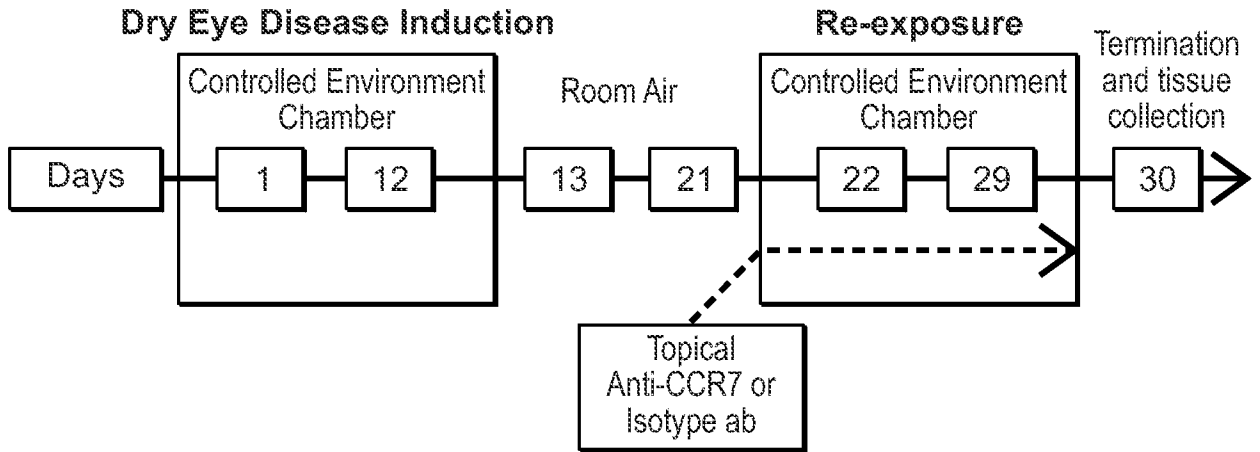 Dry Eye Disease Induction
Re-exposure
Termination
and tissue
collection
Controlled Environment
Chamber
Room Air
Controlled Environment
Chamber
Days
1
12
13
21
22
29
30
Topical
Anti-CCR7 or
Isotype ab